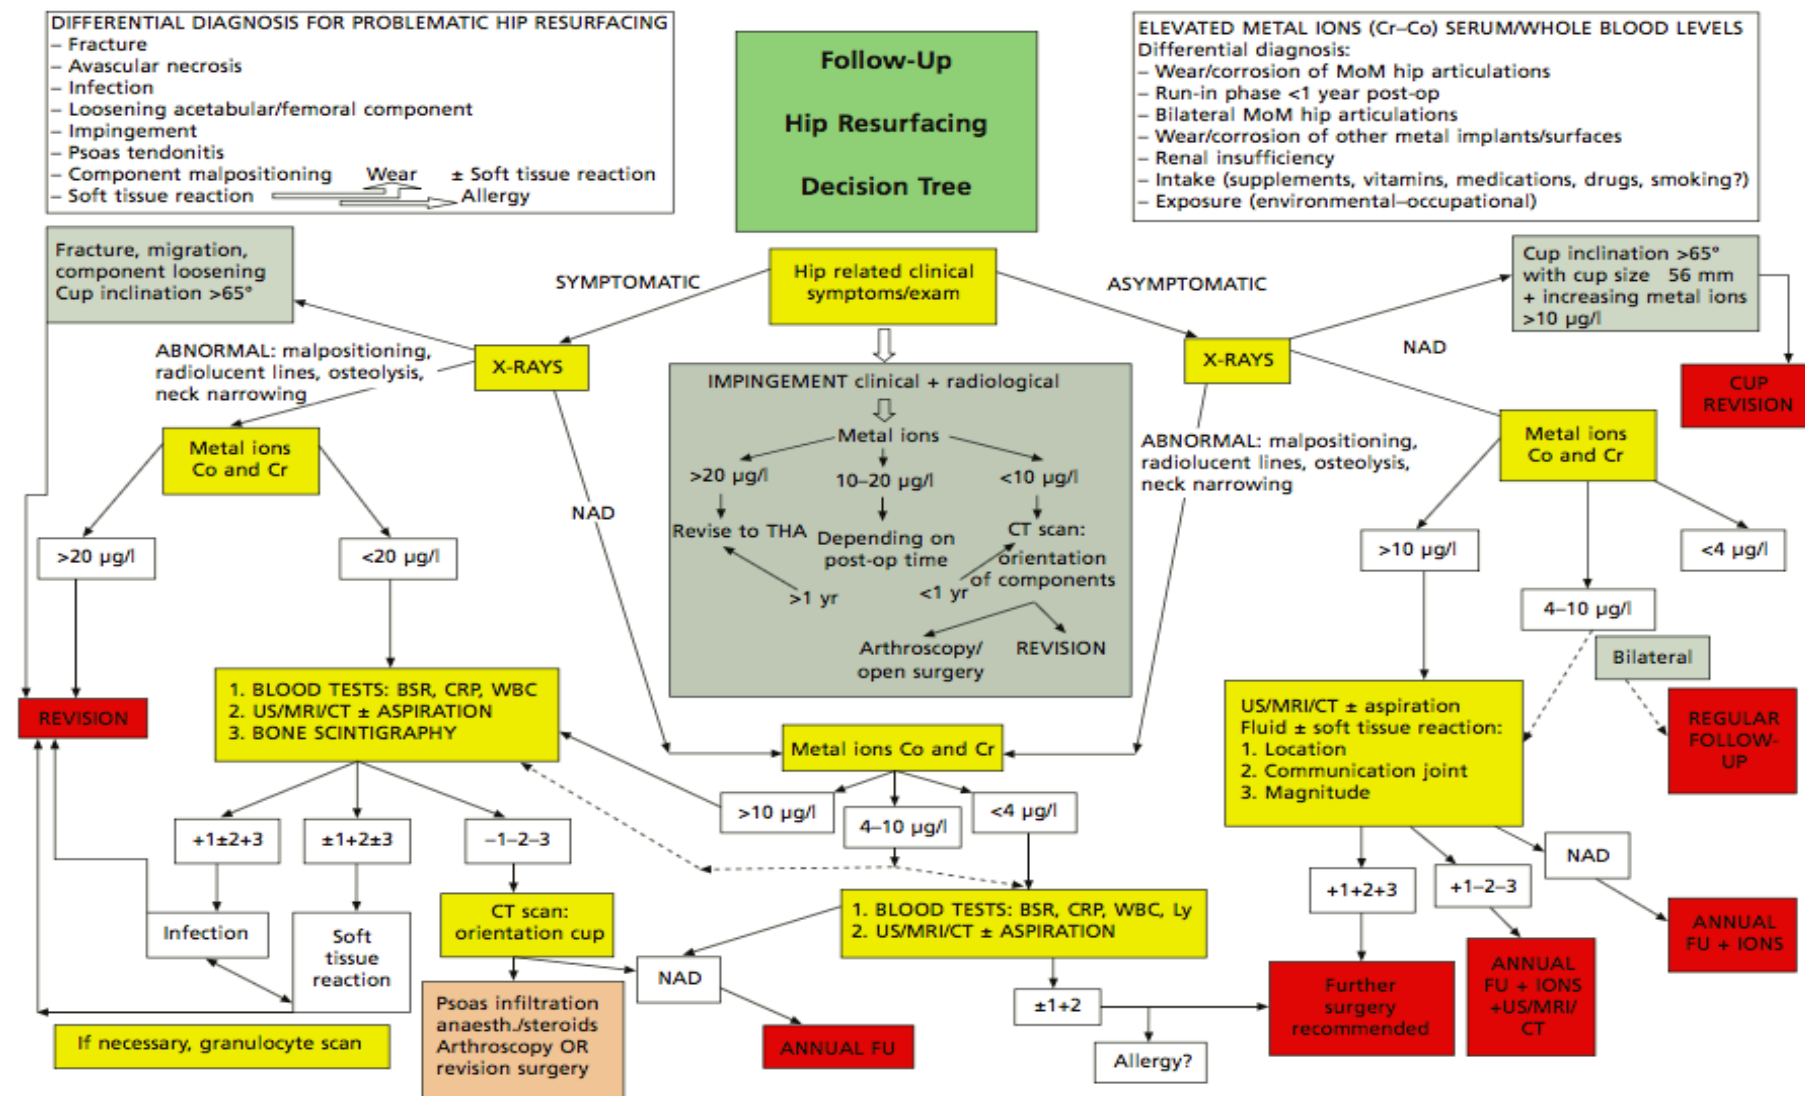 DIFFERENTIAL DIAGNOSIS FOR PROBLEMATIC HIP RESURFACING
– Fracture
– Avascular necrosis
– Infection
– Loosening acetabular/femoral component
– Impingement
– Psoas tendonitis
– Component malpositioning Wear ± Soft tissue reaction
– Soft tissue reaction Allergy
Follow-Up
Hip Resurfacing
Decision Tree
ELEVATED METAL IONS (Cr–Co) SERUM/WHOLE BLOOD LEVELS
Differential diagnosis:
– Wear/corrosion of MoM hip articulations
– Run-in phase <1 year post-op
– Bilateral MoM hip articulations
– Wear/corrosion of other metal implants/surfaces
– Renal insufficiency
– Intake (supplements, vitamins, medications, drugs, smoking?)
– Exposure (environmental–occupational)
Fracture, migration,
component loosening
Cup inclination >65°
SYMPTOMATIC
Hip related clinical
symptoms/exam
ASYMPTOMATIC
Cup inclination >65°
with cup size 56 mm
+ increasing metal ions
>10 µg/l
ABNORMAL: malpositioning,
radiolucent lines, osteolysis,
neck narrowing
X-RAYS
X-RAYS
NAD
CUP
REVISION
IMPINGEMENT clinical + radiological
Metal ions
>20 µg/l
10–20 µg/l
<10 µg/l
Revise to THA
Depending on
post-op time
CT scan:
orientation
of components
>1 yr
<1 yr
Arthroscopy/
open surgery
REVISION
Metal ions
Co and Cr
NAD
ABNORMAL: malpositioning,
radiolucent lines, osteolysis,
neck narrowing
Metal ions
Co and Cr
>20 µg/l
<20 µg/l
>10 µg/l
<4 µg/l
4–10 µg/l
Bilateral
REVISION
1. BLOOD TESTS: BSR, CRP, WBC
2. US/MRI/CT ± ASPIRATION
3. BONE SCINTIGRAPHY
Metal ions Co and Cr
US/MRI/CT ± aspiration
Fluid ± soft tissue reaction:
1. Location
2. Communication joint
3. Magnitude
REGULAR
FOLLOW-
UP
>10 µg/l
4–10 µg/l
<4 µg/l
+1±2+3
±1+2±3
–1–2–3
NAD
+1+2+3
+1–2–3
Infection
Soft
tissue
reaction
CT scan:
orientation cup
1. BLOOD TESTS: BSR, CRP, WBC, Ly
2. US/MRI/CT ± ASPIRATION
ANNUAL
FU + IONS
NAD
±1+2
Further
surgery
recommended
ANNUAL
FU + IONS
+US/MRI/
CT
If necessary, granulocyte scan
Psoas infiltration
anaesth./steroids
Arthroscopy OR
revision surgery
ANNUAL FU
Allergy?